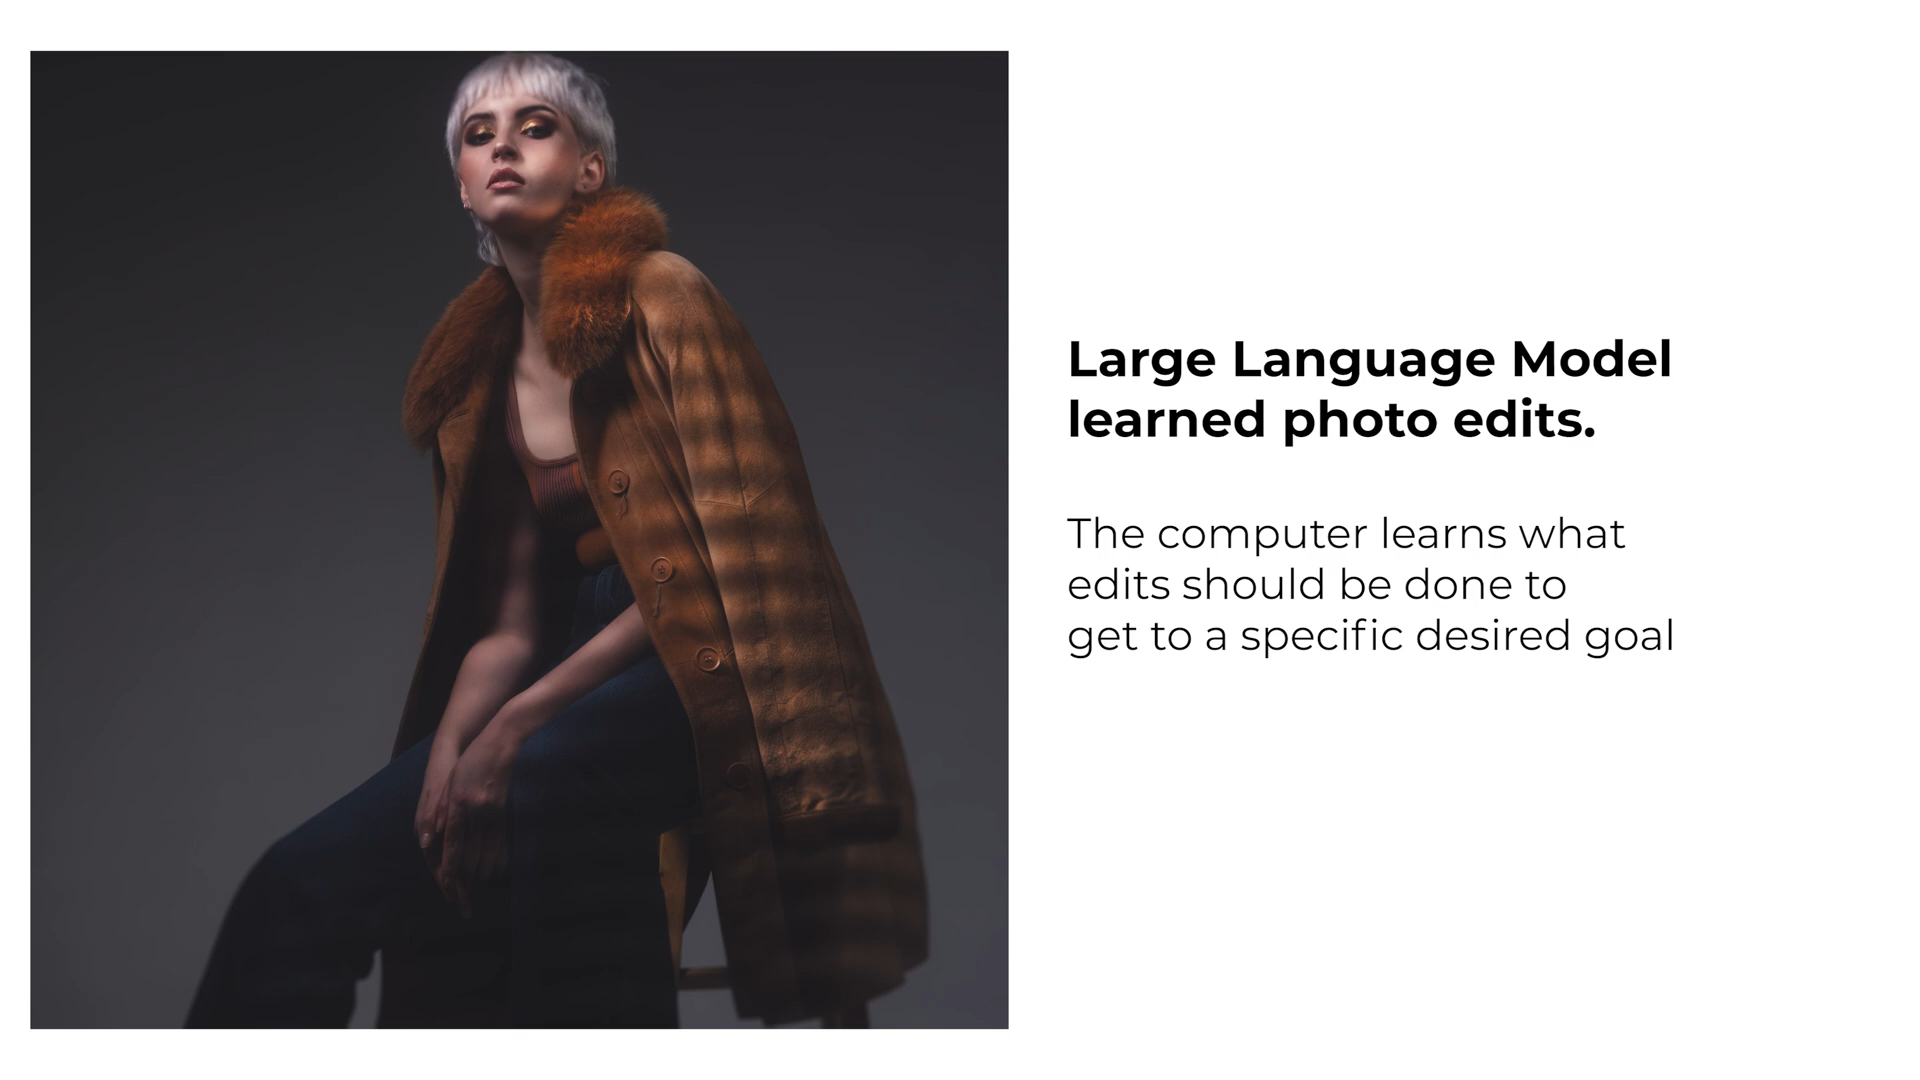 Large Language Model
learned photo edits.
The computer learns what
edits should be done to
get to a specific desired goal